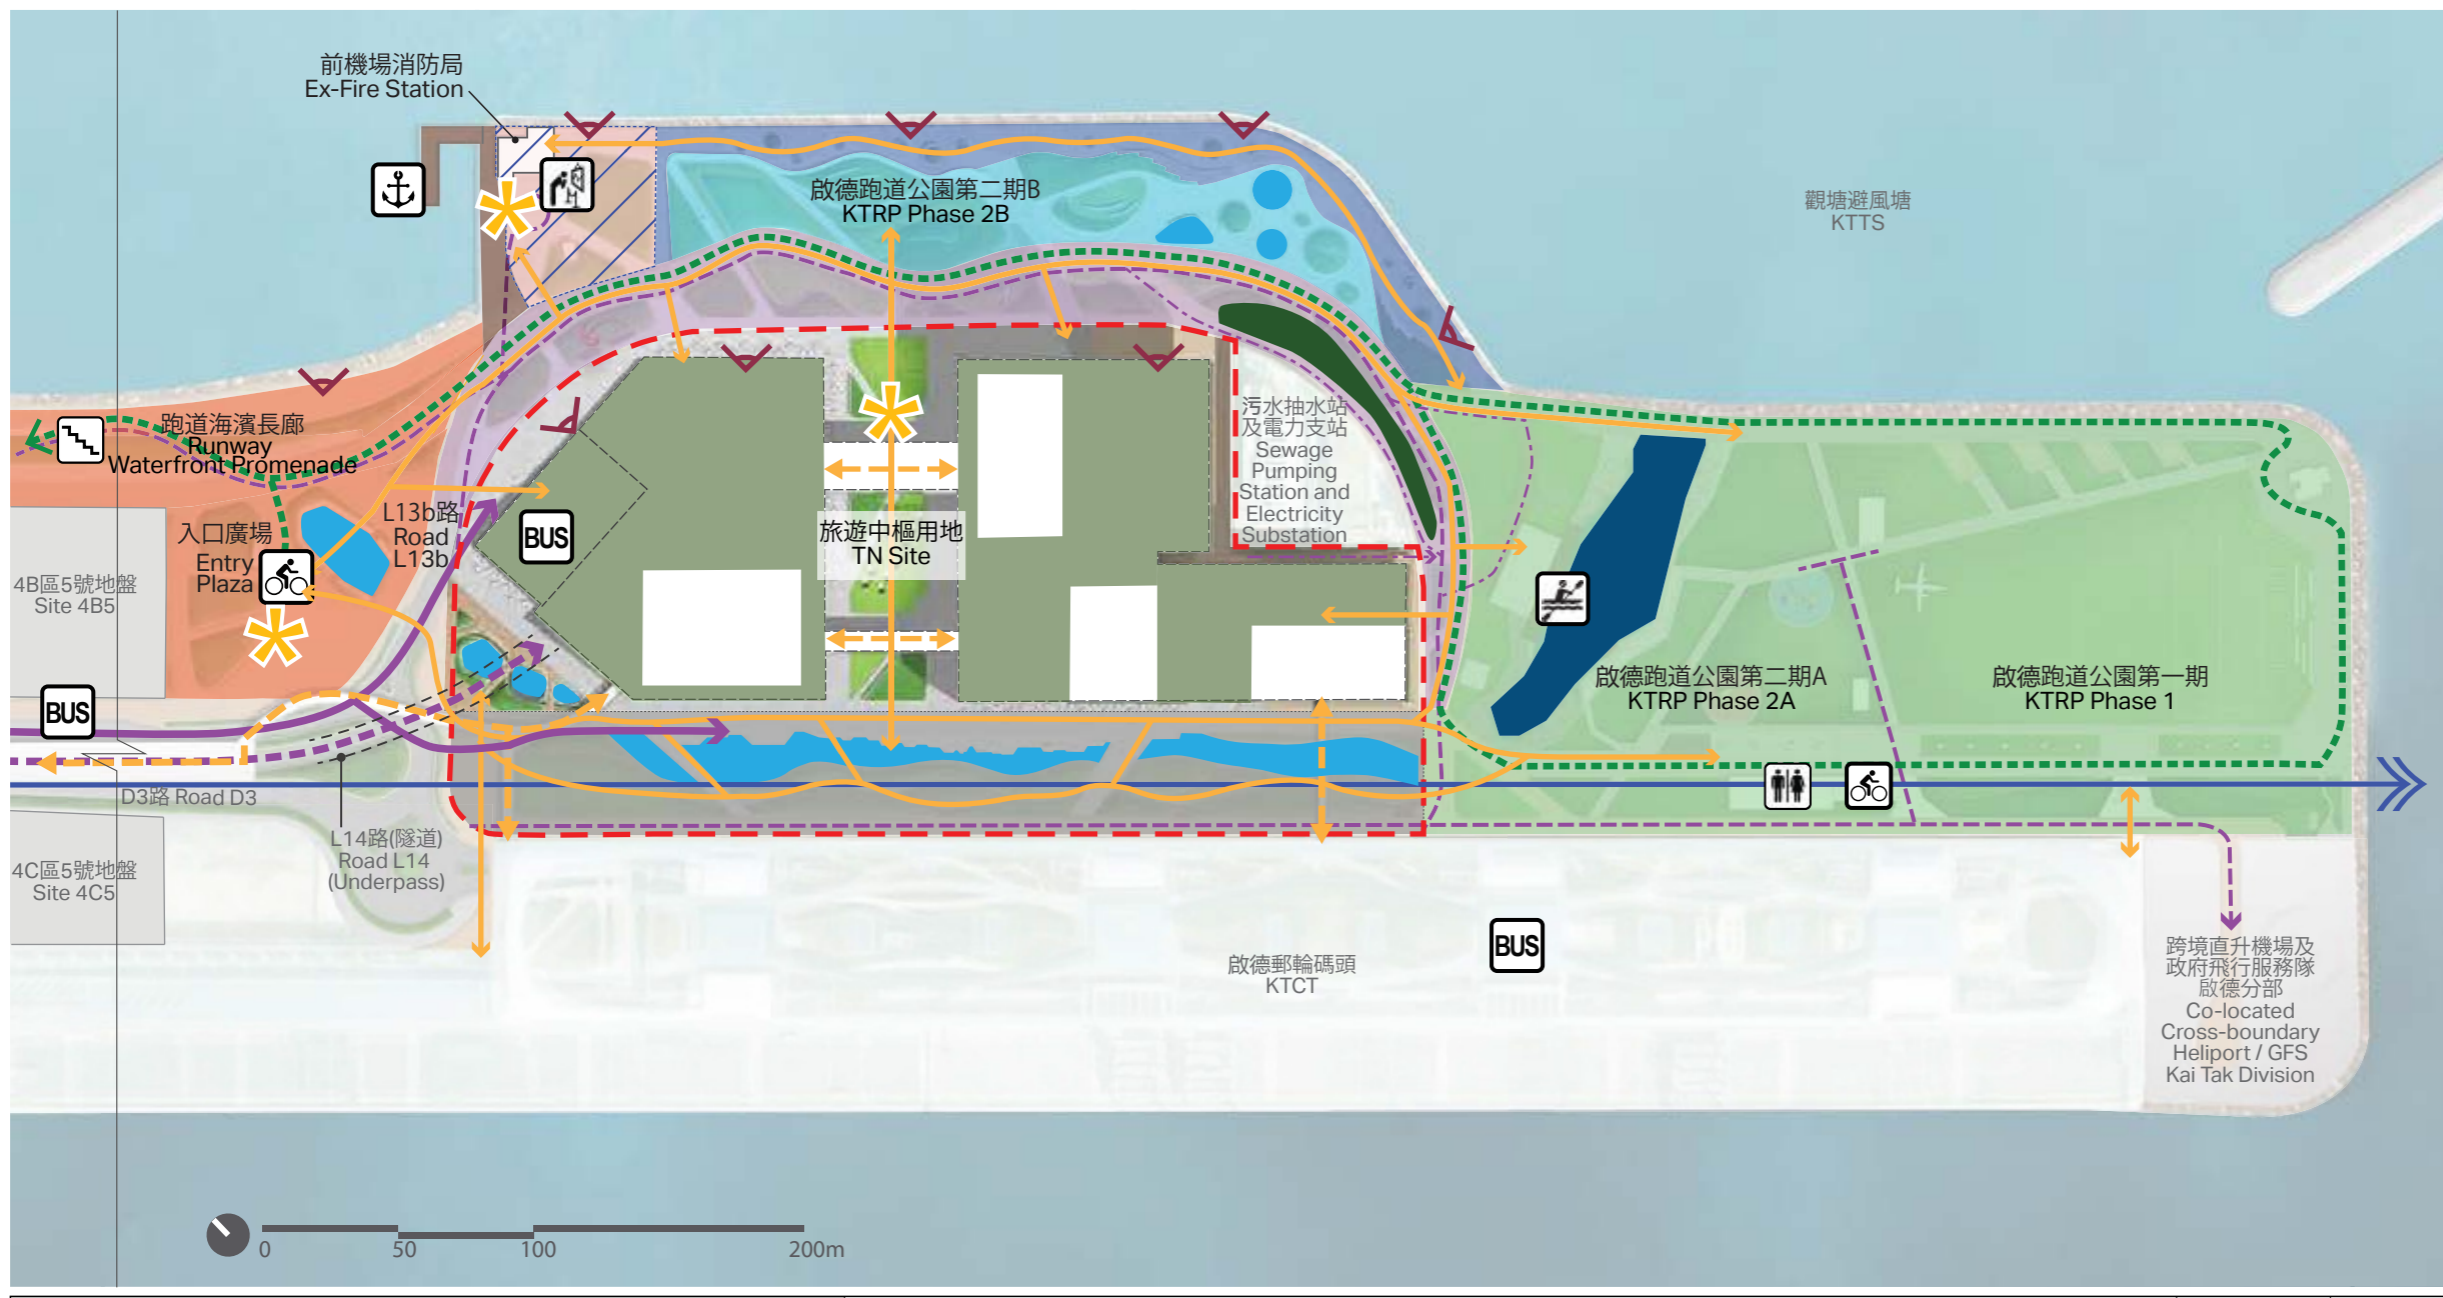 前機場消防局
Ex-Fire Station
啟德跑道公園第二期B
KTRP Phase 2B
觀塘避風塘
KTTS
跑道海濱長廊
Runway
Waterfront Promenade
污水抽水站
及電力支站
Sewage
Pumping
Station and
Electricity
Substation
L13b路
Road
L13b
入口廣場
Entry
Plaza
BUS
旅遊中樞用地
TN Site
4B區5號地盤
Site 4B5
BUS
啟德跑道公園第二期A
KTRP Phase 2A
啟德跑道公園第一期
KTRP Phase 1
D3路 Road D3
L14路(隧道)
Road L14
(Underpass)
4C區5號地盤
Site 4C5
BUS
啟德郵輪碼頭
KTCT
跨境直升機場及
政府飛行服務隊
啟德分部
Co-located
Cross-boundary
Heliport / GFS
Kai Tak Division
0 50 100 200m